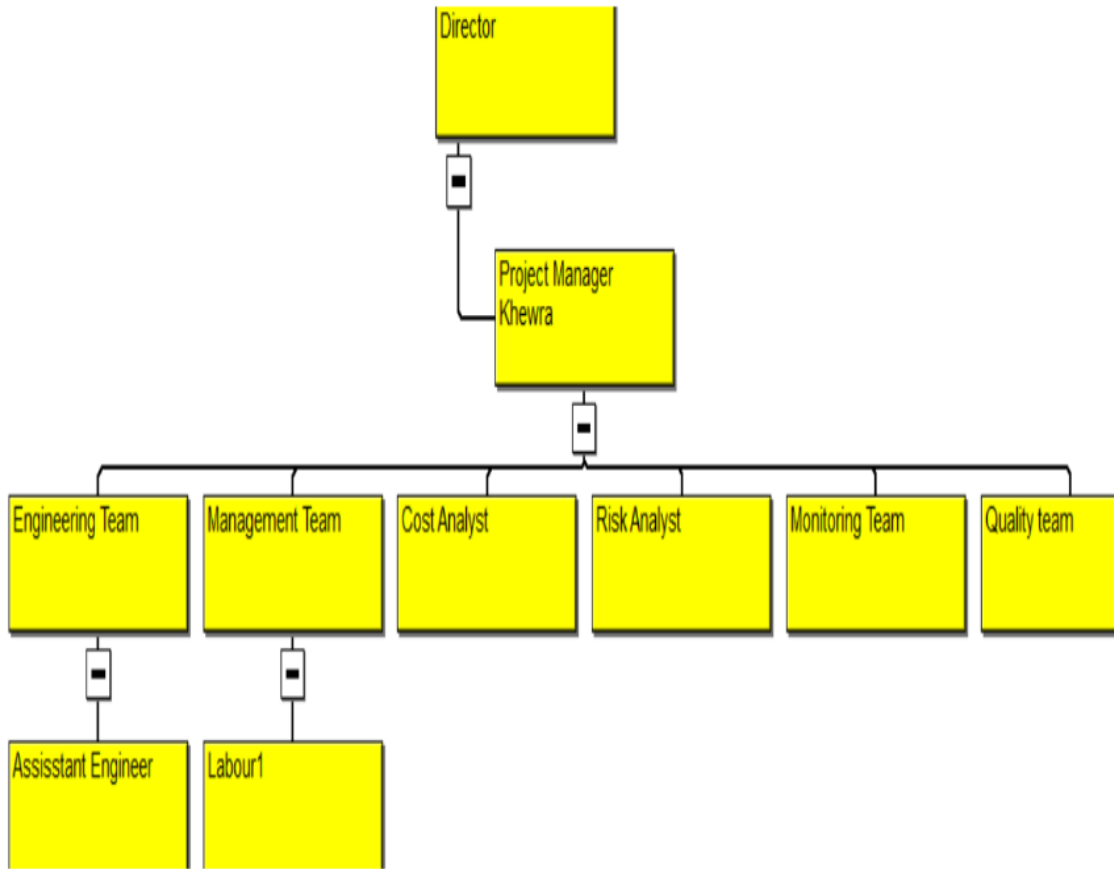 Director
Project Manager
Khewra
Engineering Team
Management Team
Cost Analyst
Risk Analyst
Monitoring Team
Quality team
Assisstant Engineer
Labour1